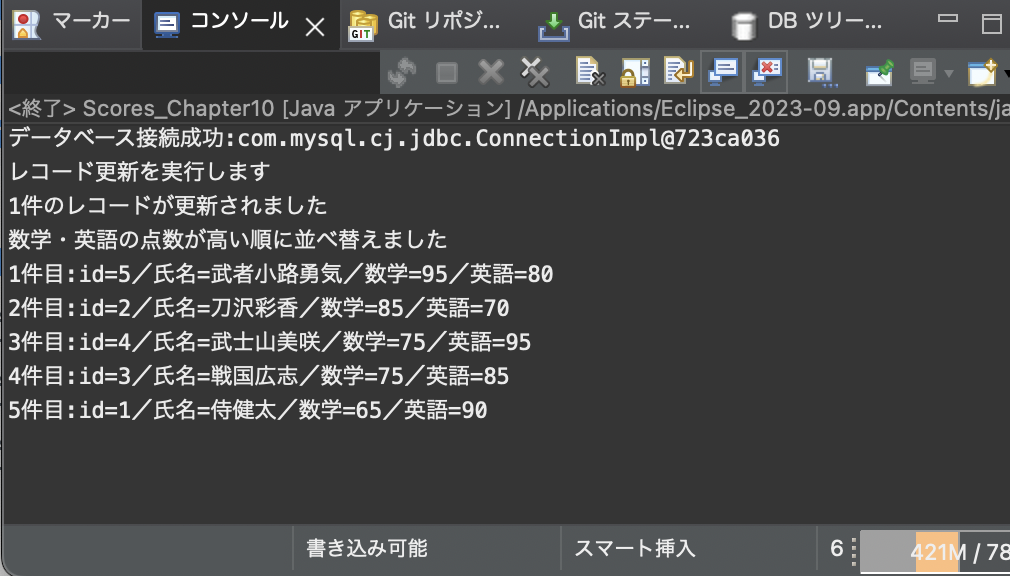 マーカー コンソール Git リポジ... Git ステー... DB ツリー...
<終了> Scores_Chapter10 [Java アプリケーション] /Applications/Eclipse_2023-09.app/Contents/ja
データベース接続成功:com.mysql.cj.jdbc.ConnectionImpl@723ca036
レコード更新を実行します
1件のレコードが更新されました
数学・英語の点数が高い順に並べ替えました
1件目:id=5／氏名=武者小路勇気／数学=95／英語=80
2件目:id=2／氏名=刀沢彩香／数学=85／英語=70
3件目:id=4／氏名=武士山美咲／数学=75／英語=95
4件目:id=3／氏名=戦国広志／数学=75／英語=85
5件目:id=1／氏名=侍健太／数学=65／英語=90
書き込み可能 スマート挿入 6 421M / 78